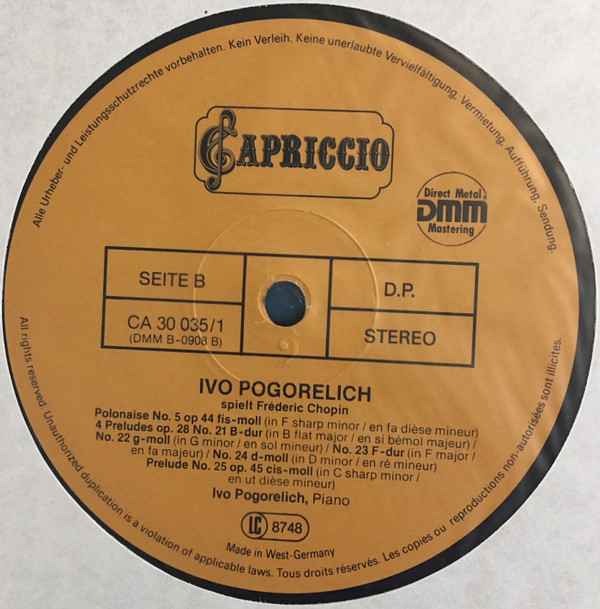 Alle Urheber- und Leistungsschutzrechte vorbehalten. Kein Verleih. Keine unerlaubte Vervielfältigung, Vermietung, Aufführung, Sendung.
CAPRICCIO
Direct Metal
DMM
Mastering
SEITE B
D.P.
CA 30 035/1
(DMM B-0908 B)
STEREO
IVO POGORELICH
spielt Fréderic Chopin
Polonaise No. 5 op 44 fis-moll (in F sharp minor / en fa dièse mineur)
4 Preludes op. 28 No. 21 B-dur (in B flat major / en si bémol majeur) /
No. 22 g-moll (in G minor / en sol mineur) / No. 23 F-dur (in F major /
en fa majeur) / No. 24 d-moll (in D minor / en ré mineur)
Prelude No. 25 op. 45 cis-moll (in C sharp minor /
en ut dièse mineur)
Ivo Pogorelich, Piano
LC 8748
Made in West-Germany
All rights reserved. Unauthorized duplication is a violation of applicable laws. Tous droits réservés. Les copies ou reproductions non-autorisées sont illicites.